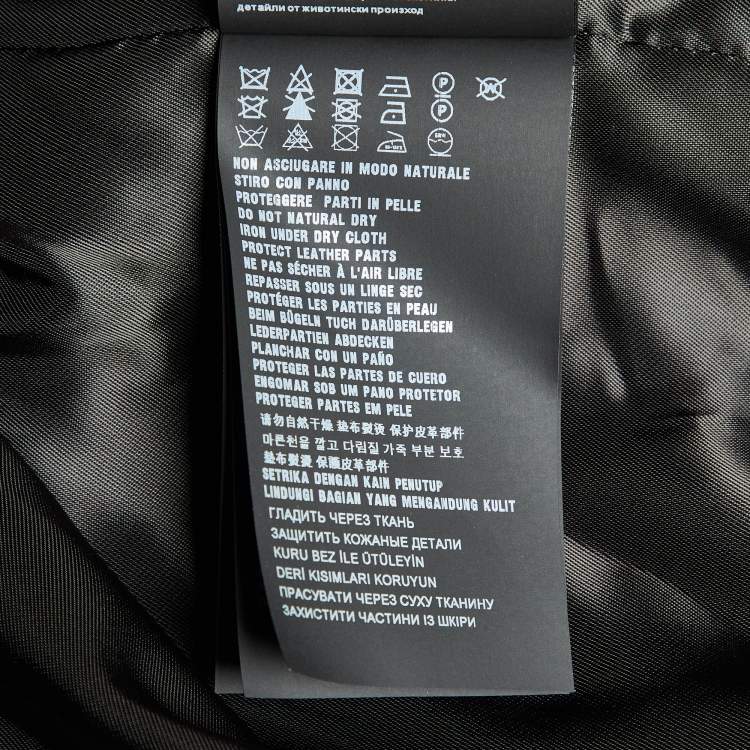 детайли от животински произход
NON ASCIUGARE IN MODO NATURALE
STIRO CON PANNO
PROTEGGERE PARTI IN PELLE
DO NOT NATURAL DRY
IRON UNDER DRY CLOTH
PROTECT LEATHER PARTS
NE PAS SÉCHER À L'AIR LIBRE
REPASSER SOUS UN LINGE SEC
PROTÉGER LES PARTIES EN PEAU
BEIM BÜGELN TUCH DARÜBERLEGEN
LEDERPARTIEN ABDECKEN
PLANCHAR CON UN PAÑO
PROTEGER LAS PARTES DE CUERO
ENGOMAR SOB UM PANO PROTETOR
PROTEGER PARTES EM PELE
请勿自然干燥 垫布熨烫 保护皮革部件
마른천을 깔고 다림질 가죽 부분 보호
墊布熨燙 保護皮革部件
SETRIKA DENGAN KAIN PENUTUP
LINDUNGI BAGIAN YANG MENGANDUNG KULIT
ГЛАДИТЬ ЧЕРЕЗ ТКАНЬ
ЗАЩИТИТЬ КОЖАНЫЕ ДЕТАЛИ
KURU BEZ İLE ÜTÜLEYİN
DERİ KISIMLARI KORUYUN
ПРАСУВАТИ ЧЕРЕЗ СУХУ ТКАНИНУ
ЗАХИСТИТИ ЧАСТИНИ ІЗ ШКІРИ